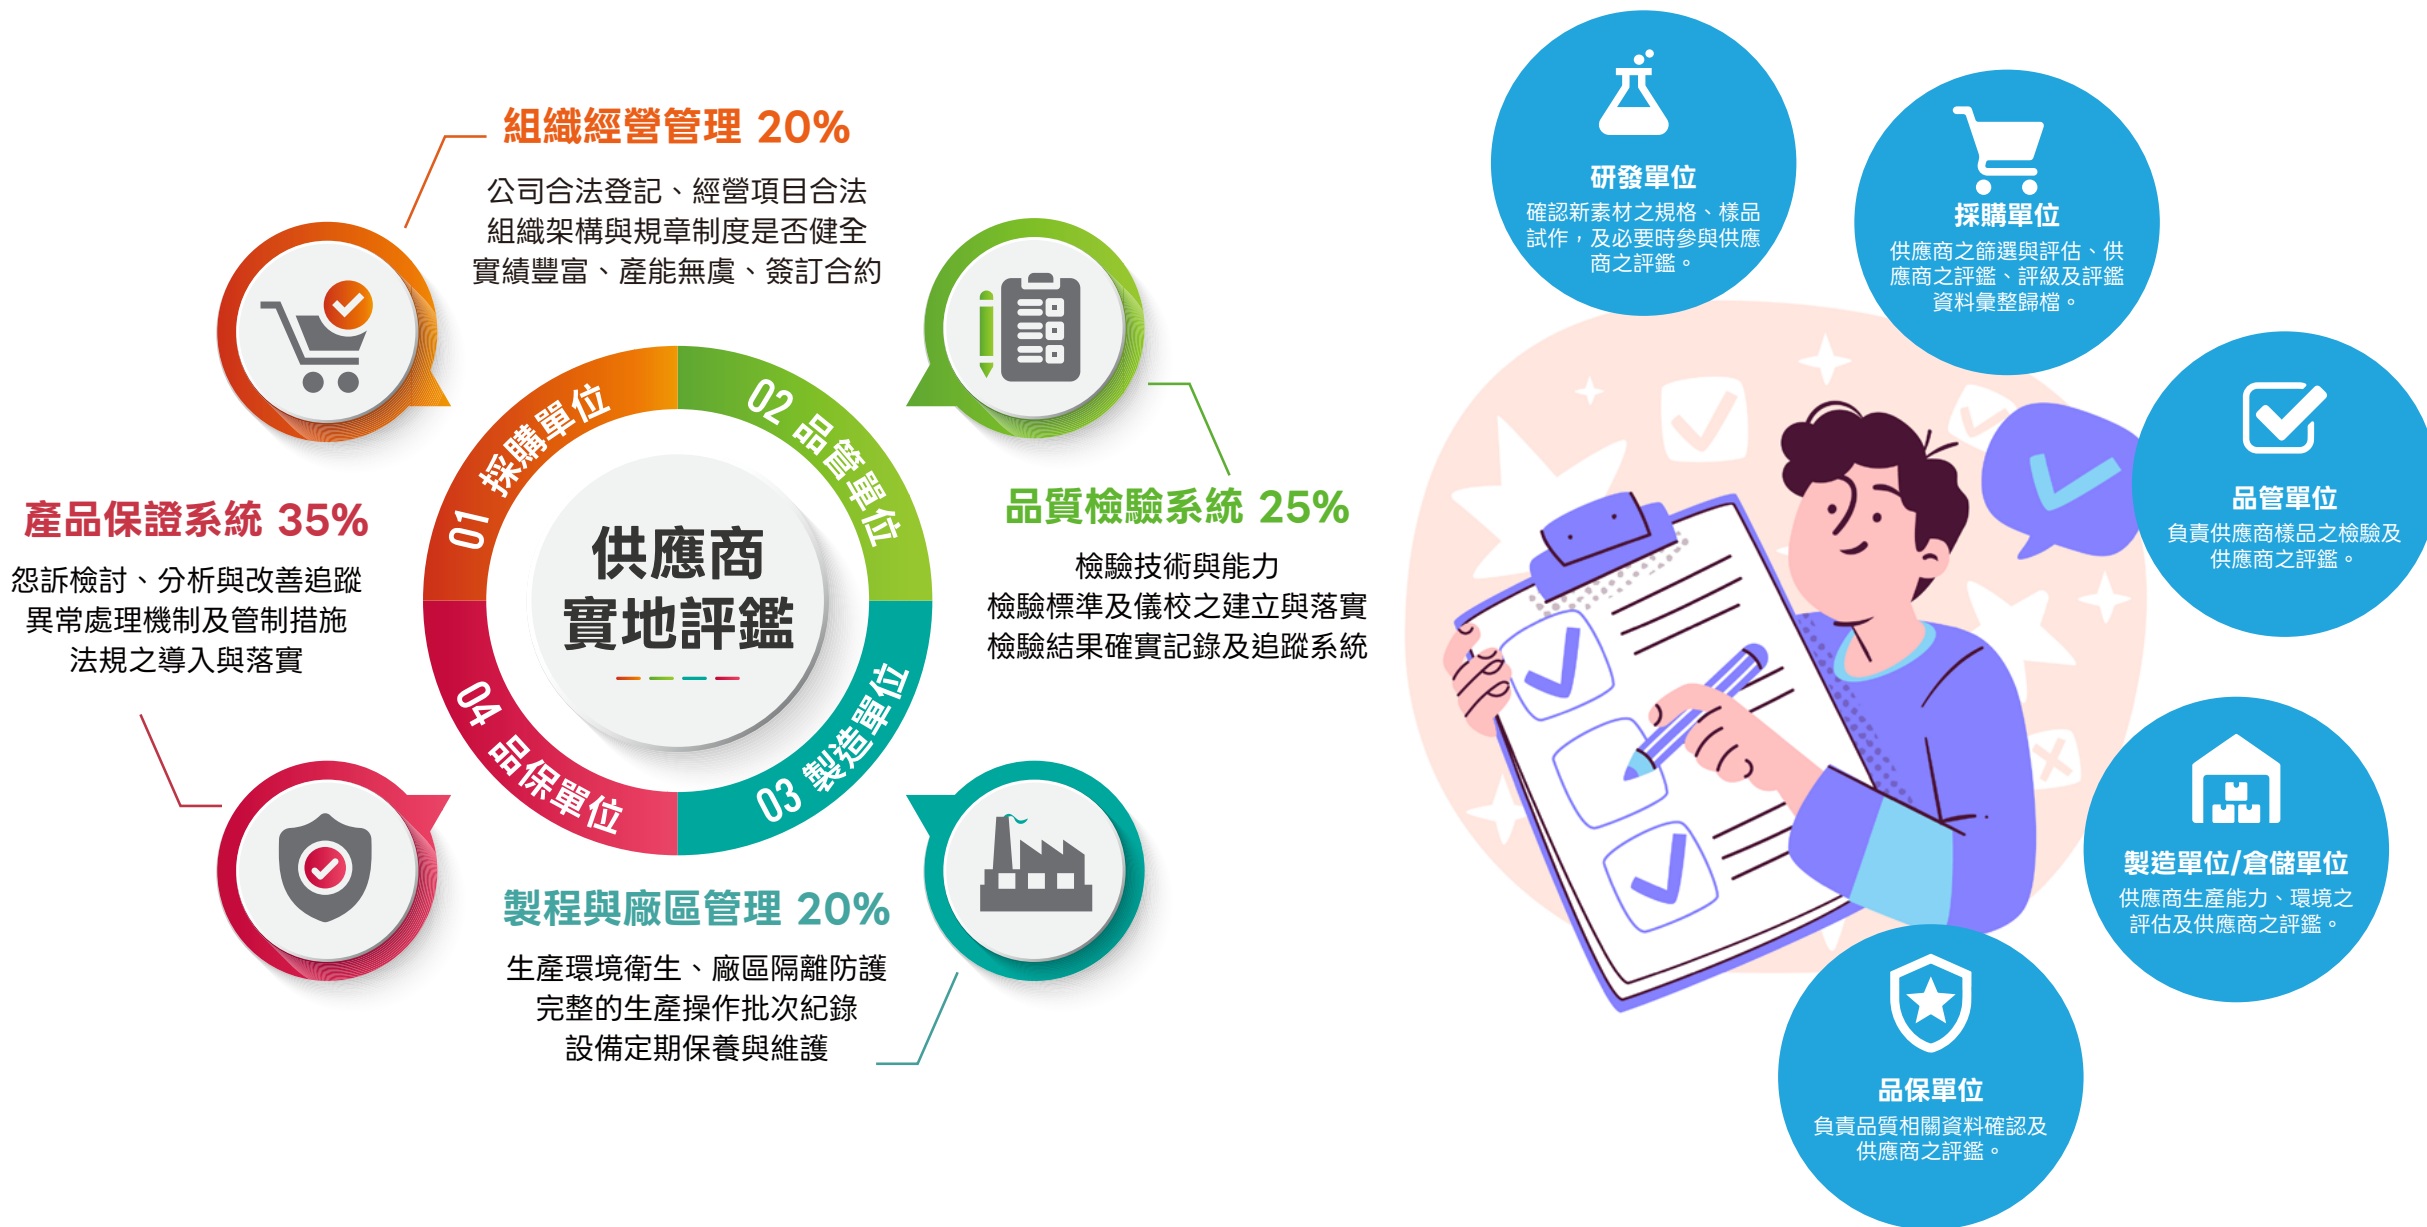 組織經營管理 20%
公司合法登記、經營項目合法
組織架構與規章制度是否健全
實績豐富、產能無虞、簽訂合約
產品保證系統 35%
怨訴檢討、分析與改善追蹤
異常處理機制及管制措施
法規之導入與落實
01 採購單位
02 品管單位
03 製造單位
04 品保單位
供應商
實地評鑑
品質檢驗系統 25%
檢驗技術與能力
檢驗標準及儀校之建立與落實
檢驗結果確實記錄及追蹤系統
製程與廠區管理 20%
生產環境衛生、廠區隔離防護
完整的生產操作批次紀錄
設備定期保養與維護
研發單位
確認新素材之規格、樣品
試作，及必要時參與供應
商之評鑑。
採購單位
供應商之篩選與評估、供
應商之評鑑、評級及評鑑
資料彙整歸檔。
品管單位
負責供應商樣品之檢驗及
供應商之評鑑。
製造單位/倉儲單位
供應商生產能力、環境之
評估及供應商之評鑑。
品保單位
負責品質相關資料確認及
供應商之評鑑。